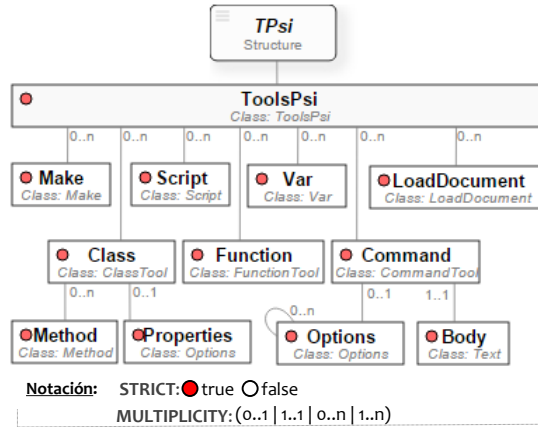 TPsi
Structure
ToolsPsi
Class: ToolsPsi
0..n 0..n 0..n 0..n 0..n 0..n 0..n
Make Script Var LoadDocument
Class: Make Class: Script Class: Var Class: LoadDocument
Class Function Command
Class: ClassTool Class: FunctionTool Class: CommandTool
0..n 0..1 0..n 0..1 1..1
Method Properties Options Body
Class: Method Class: Options Class: Options Class: Text
Notación: STRICT: true false
MULTIPLICITY: (0..1 | 1..1 | 0..n | 1..n)